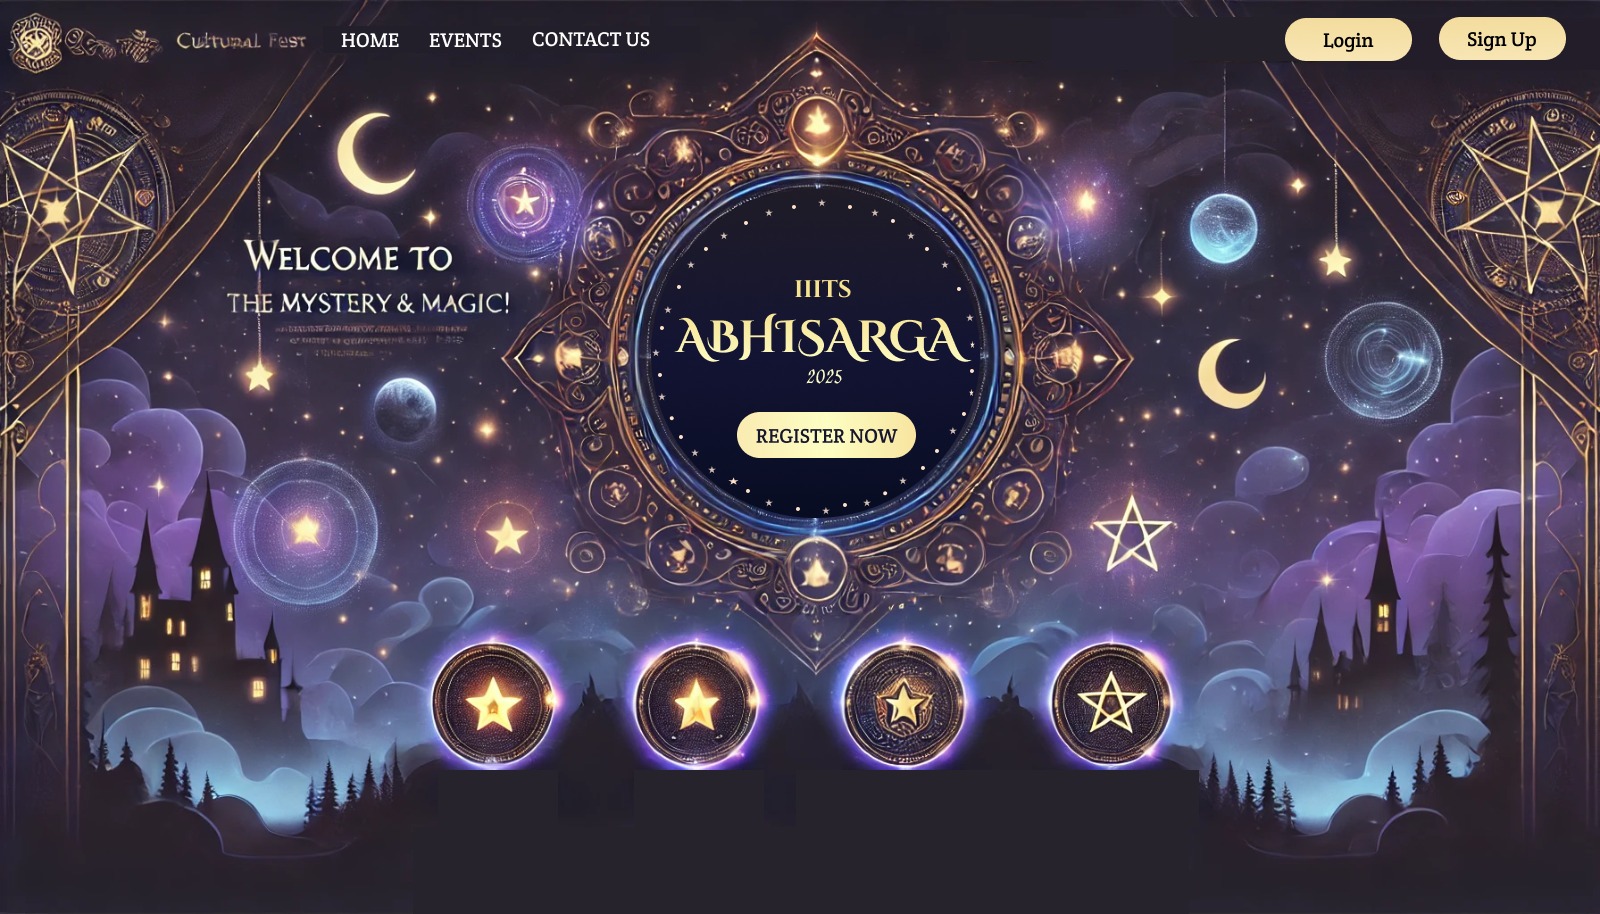 Cultural Fest
HOME
EVENTS
CONTACT US
Login
Sign Up
WELCOME TO
THE MYSTERY & MAGIC!
IIITS
ABHISARGA
2025
REGISTER NOW